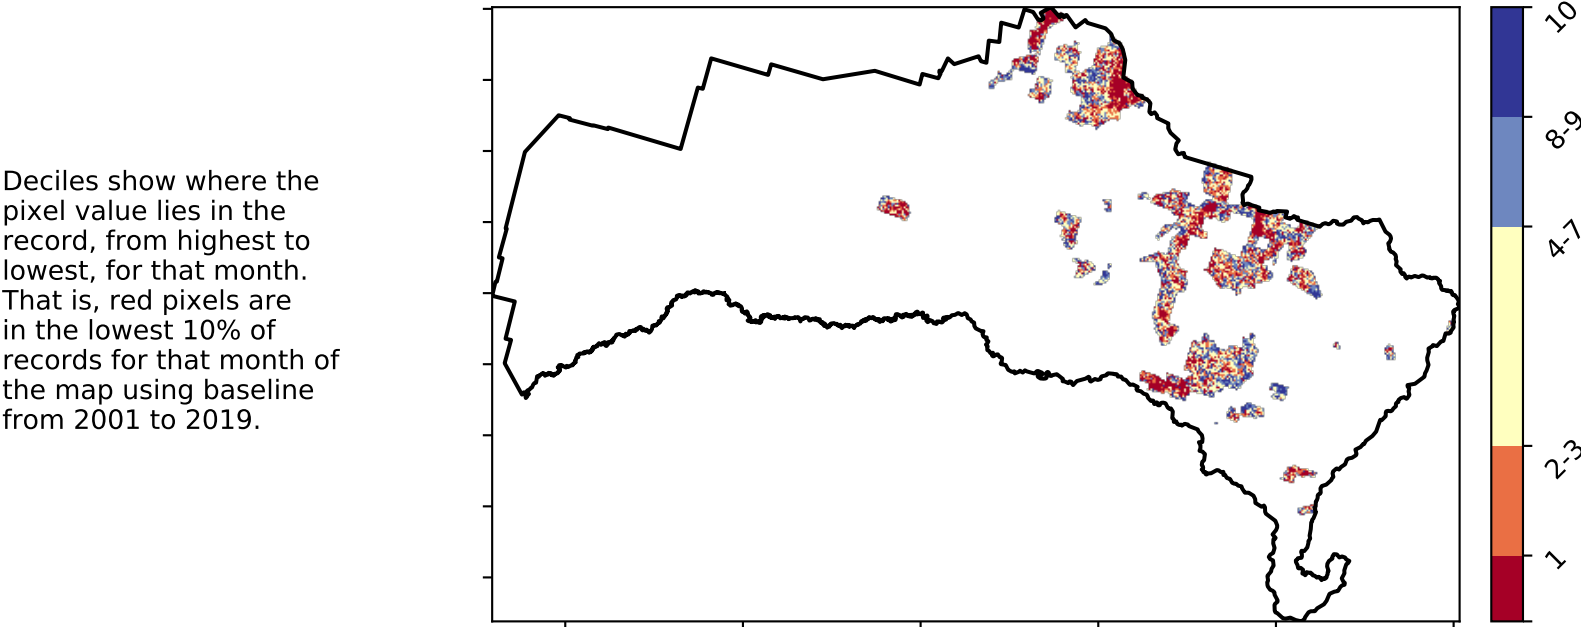 Deciles show where the
pixel value lies in the
record, from highest to
lowest, for that month.
That is, red pixels are
in the lowest 10% of
records for that month of
the map using baseline
from 2001 to 2019.
10
8-9
4-7
2-3
1